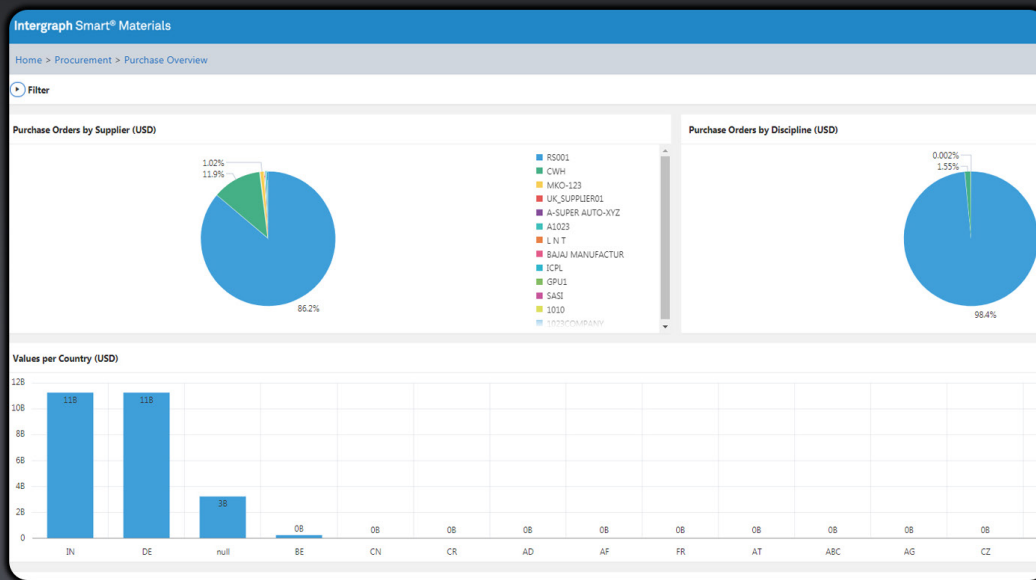 Intergraph Smart® Materials
Home > Procurement > Purchase Overview
Filter
Purchase Orders by Supplier (USD)
1.02%
11.9%
86.2%
RS001
CWH
MKO-123
UK_SUPPLIER01
A-SUPER AUTO-XYZ
A1023
L N T
BAJAJ MANUFACTUR
ICPL
GPU1
SASI
1010
1023COMPANY
Purchase Orders by Discipline (USD)
0.002%
1.55%
98.4%
Values per Country (USD)
12B
10B
8B
6B
4B
2B
0
11B 11B 3B 0B 0B 0B 0B 0B 0B 0B 0B 0B 0B
IN DE null BE CN CR AD AF FR AT ABC AG CZ